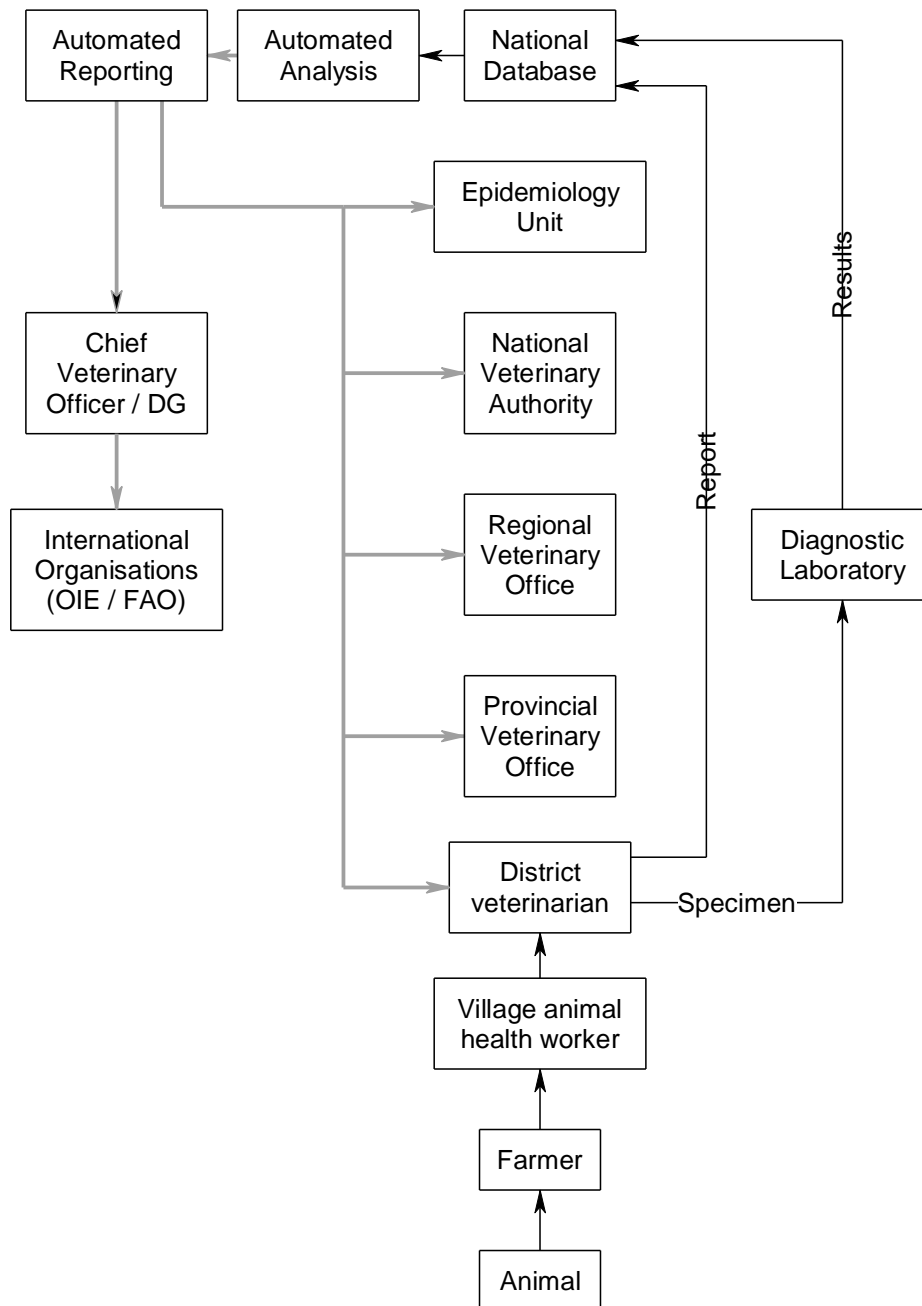 Automated
Reporting
Automated
Analysis
National
Database
Epidemiology
Unit
Results
Chief
Veterinary
Officer / DG
National
Veterinary
Authority
Report
International
Organisations
(OIE / FAO)
Regional
Veterinary
Office
Diagnostic
Laboratory
Provincial
Veterinary
Office
District
veterinarian
Specimen
Village animal
health worker
Farmer
Animal